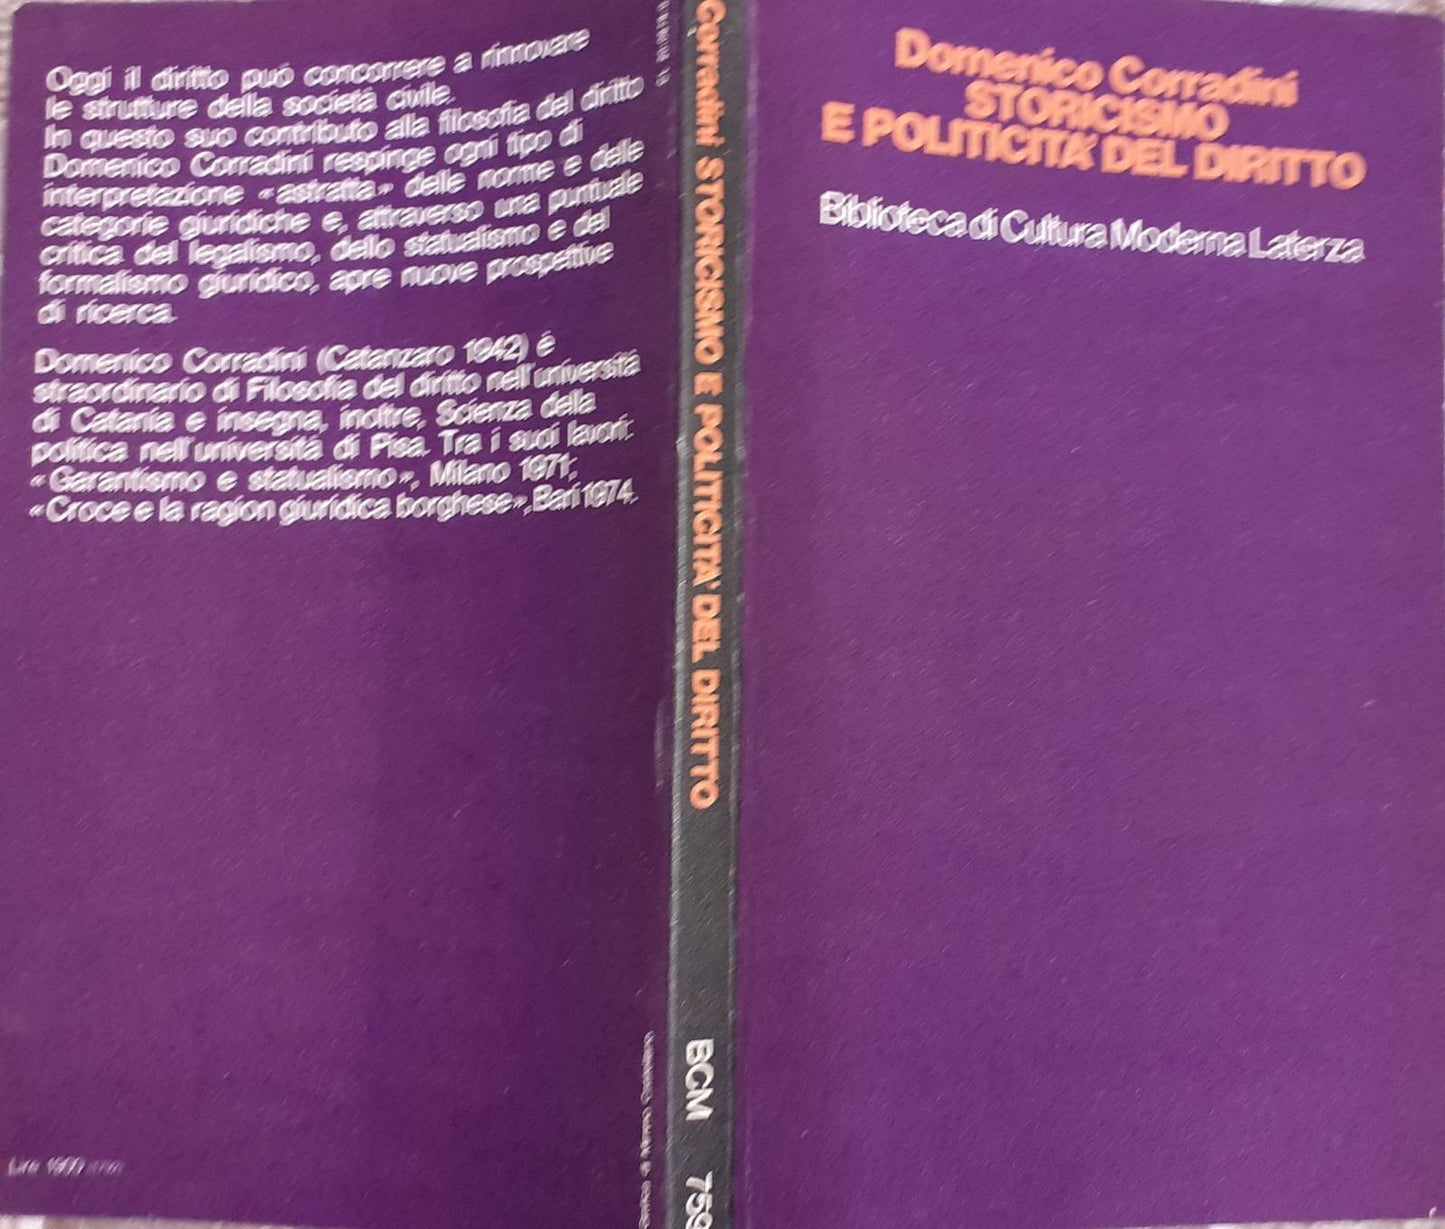 Oggi il diritto può concorrere a rinnovare
le strutture della società civile.
In questo suo contributo alla filosofia del diritto
Domenico Corradini respinge ogni tipo di
interpretazione «astratta» delle norme e delle
categorie giuridiche e, attraverso una puntuale
critica del legalismo, dello statualismo e del
formalismo giuridico, apre nuove prospettive
di ricerca.
Domenico Corradini (Catanzaro 1942) è
straordinario di Filosofia del diritto nell'università
di Catania e insegna, inoltre, Scienza della
politica nell'università di Pisa. Tra i suoi lavori:
«Garantismo e statualismo», Milano 1971;
«Croce e la ragion giuridica borghese», Bari 1974.
Lire
Corradini STORICISMO E POLITICITA' DEL DIRITTO
BCM 759
Domenico Corradini
STORICISMO
E POLITICITA' DEL DIRITTO
Biblioteca di Cultura Moderna Laterza